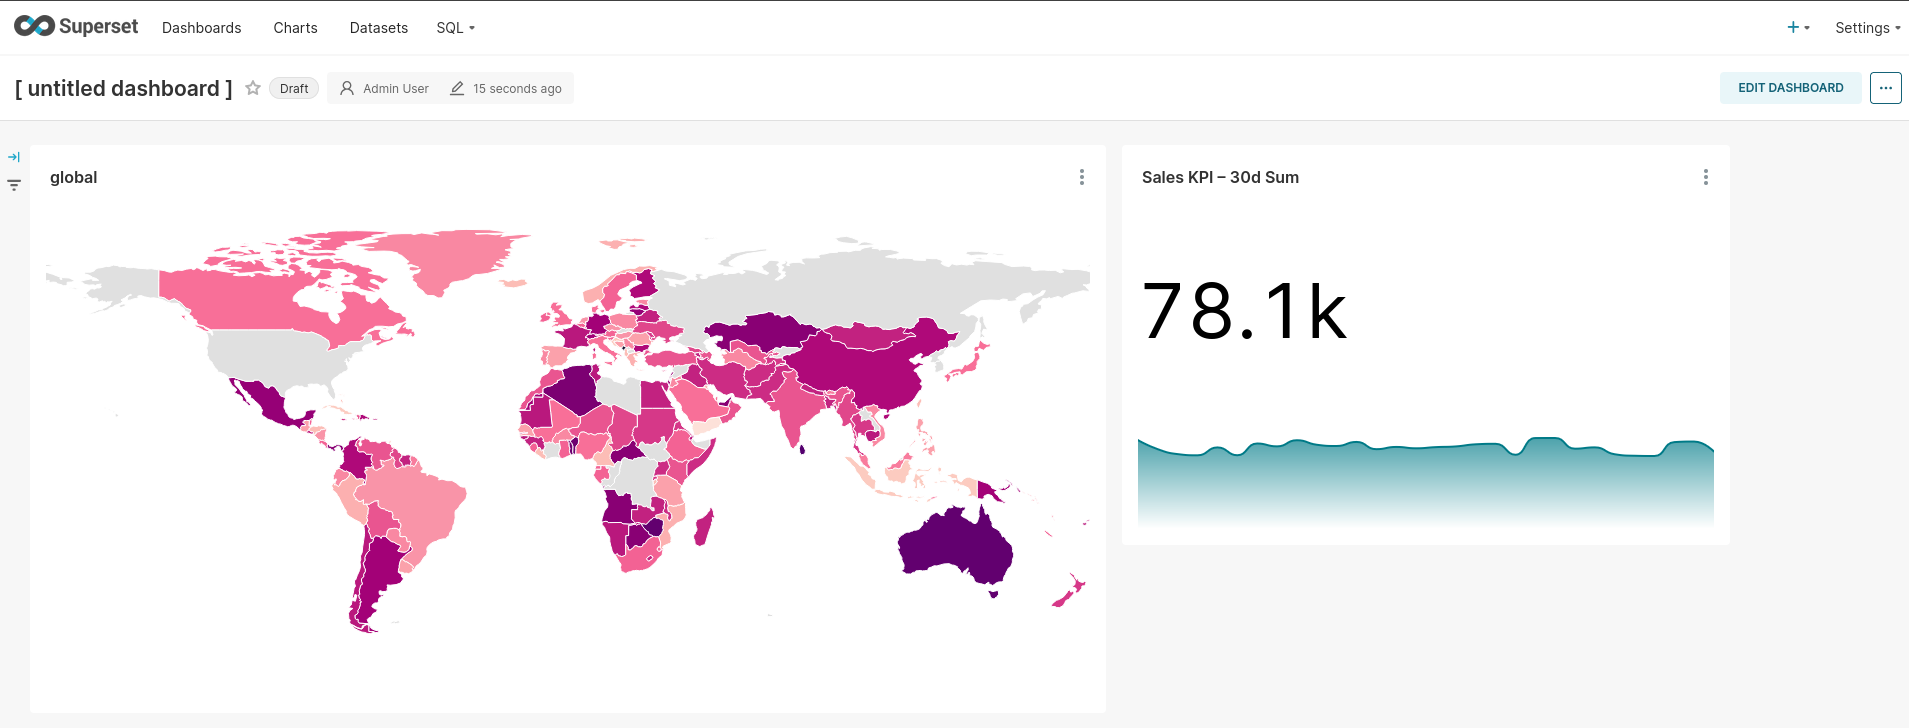 Superset Dashboards Charts Datasets SQL + Settings
[ untitled dashboard ] Draft Admin User 15 seconds ago EDIT DASHBOARD ...
global
Sales KPI – 30d Sum
78.1k